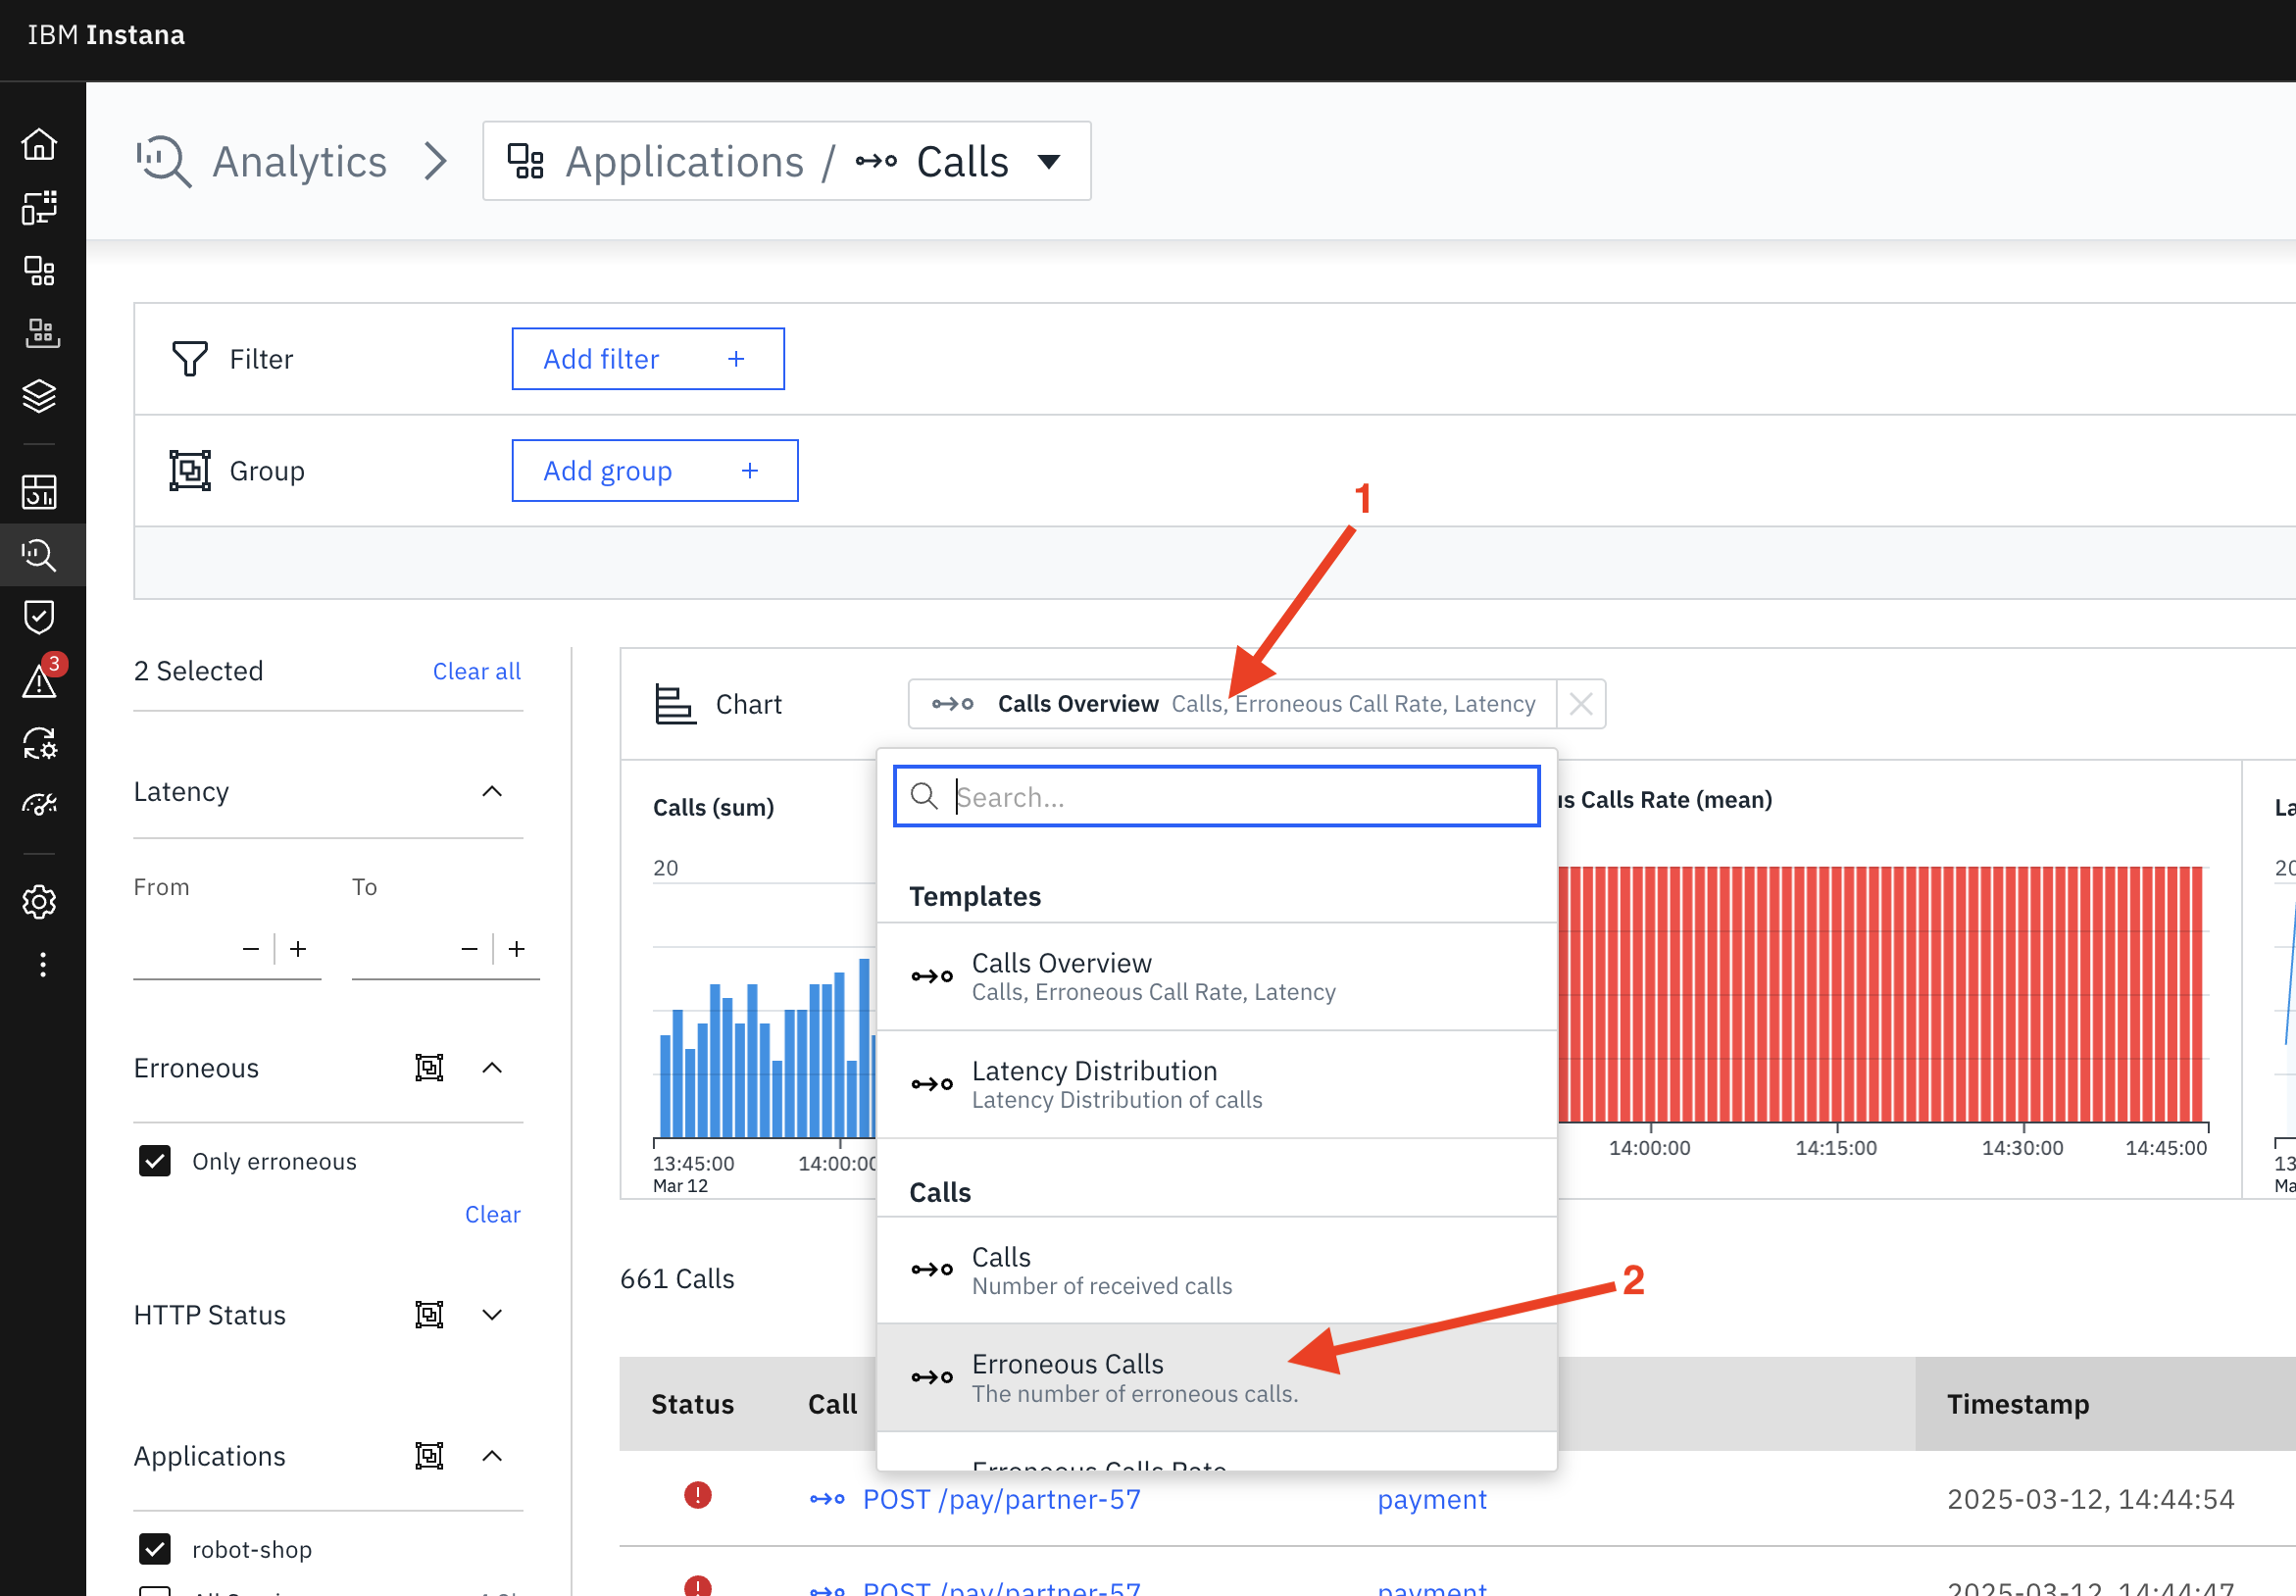 IBM Instana
Analytics
Applications / Calls
Filter
Add filter +
Group
Add group +
1
3
2 Selected
Clear all
Chart
Calls Overview Calls, Erroneous Call Rate, Latency
Latency
From
To
Search...
Calls (sum)
20
13:45:00
Mar 12
14:00:00
Calls Rate (mean)
14:00:00
14:15:00
14:30:00
14:45:00
Templates
Calls Overview
Calls, Erroneous Call Rate, Latency
Latency Distribution
Latency Distribution of calls
Calls
Calls
Number of received calls
2
Erroneous Calls
The number of erroneous calls.
Erroneous Calls Rate
Erroneous
Only erroneous
Clear
HTTP Status
Applications
robot-shop
661 Calls
Status
Call
Timestamp
POST /pay/partner-57
payment
2025-03-12, 14:44:54
POST /pay/partner-57
payment
2025-03-12, 14:44:47